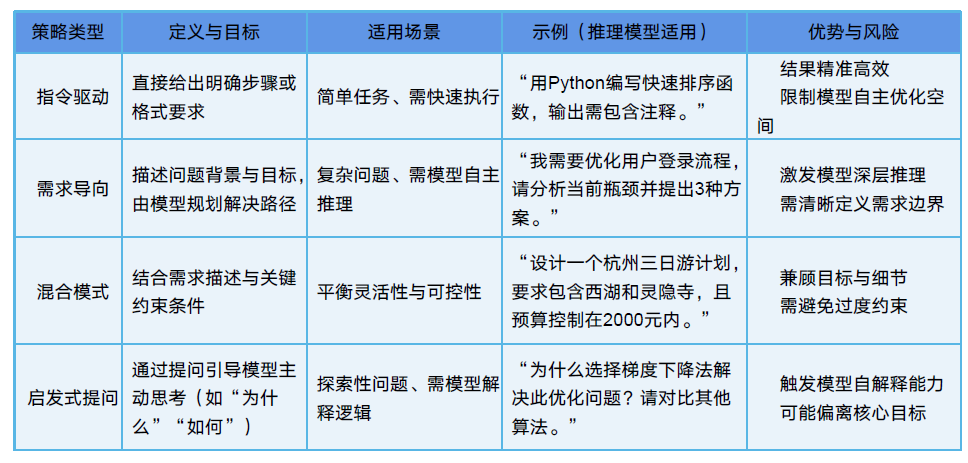 策略类型
定义与目标
适用场景
示例（推理模型适用）
优势与风险
指令驱动
直接给出明确步骤或
格式要求
简单任务、需快速执行
“用Python编写快速排序函
数，输出需包含注释。”
结果精准高效
限制模型自主优化空
间
需求导向
描述问题背景与目标，
由模型规划解决路径
复杂问题、需模型自主
推理
“我需要优化用户登录流程，
请分析当前瓶颈并提出3种方
案。”
激发模型深层推理
需清晰定义需求边界
混合模式
结合需求描述与关键
约束条件
平衡灵活性与可控性
“设计一个杭州三日游计划，
要求包含西湖和灵隐寺，且
预算控制在2000元内。”
兼顾目标与细节
需避免过度约束
启发式提问
通过提问引导模型主
动思考（如“为什
么”“如何”）
探索性问题、需模型解
释逻辑
“为什么选择梯度下降法解
决此优化问题？请对比其他
算法。”
触发模型自解释能力
可能偏离核心目标